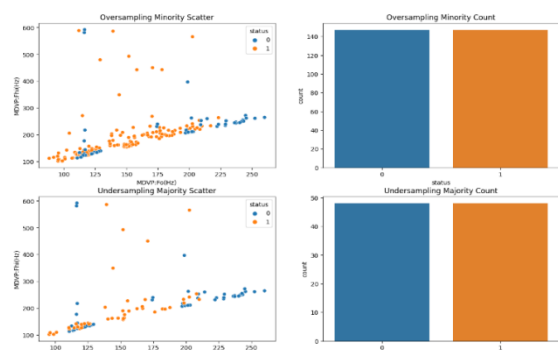 Oversampling Minority Scatter
600
500
400
300
200
100
MDVP:Fhi(Hz)
status
0
1
100 125 150 175 200 225 250
MDVP:Fo(Hz)
Oversampling Minority Count
140
120
100
80
60
40
20
0
count
0 1
status
Undersampling Majority Scatter
600
500
400
300
200
100
MDVP:Fhi(Hz)
status
0
1
100 125 150 175 200 225 250
Undersampling Majority Count
50
40
30
20
10
0
count
0 1